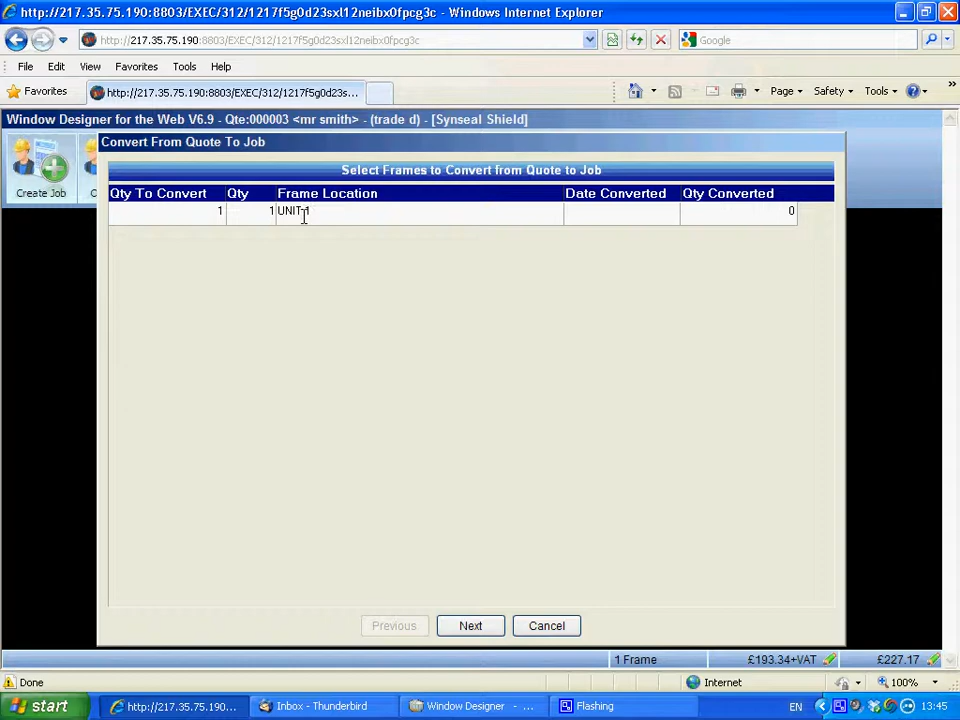 http://217.35.75.190:8803/EXEC/312/1217f5g0d23sxl12neibx0fpcg3c - Windows Internet Explorer
http://217.35.75.190:8803/EXEC/312/1217f5g0d23sxl12neibx0fpcg3c
Google
File Edit View Favorites Tools Help
Favorites
http://217.35.75.190:8803/EXEC/312/1217f5g0d23s...
Page Safety Tools
Window Designer for the Web V6.9 - Qte:000003 <mr smith> - (trade d) - [Synseal Shield]
Create Job
Convert From Quote To Job
Select Frames to Convert from Quote to Job
Qty To Convert Qty Frame Location Date Converted Qty Converted
1 1 UNIT 1 0
Previous Next Cancel
1 Frame £193.34+VAT £227.17
Done Internet 100%
start http://217.35.75.190... Inbox - Thunderbird Window Designer - ... Flashing EN 13:45